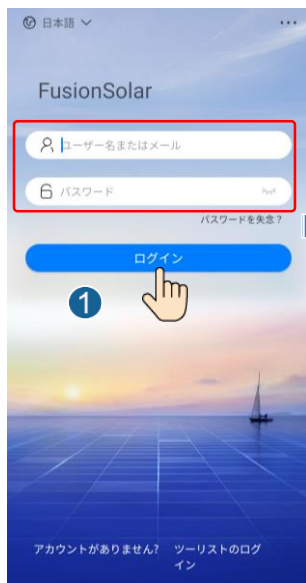 日本語
FusionSolar
ユーザー名またはメール
パスワード
パスワードを失念？
ログイン
1
アカウントがありません?
ツーリストのログ
イン